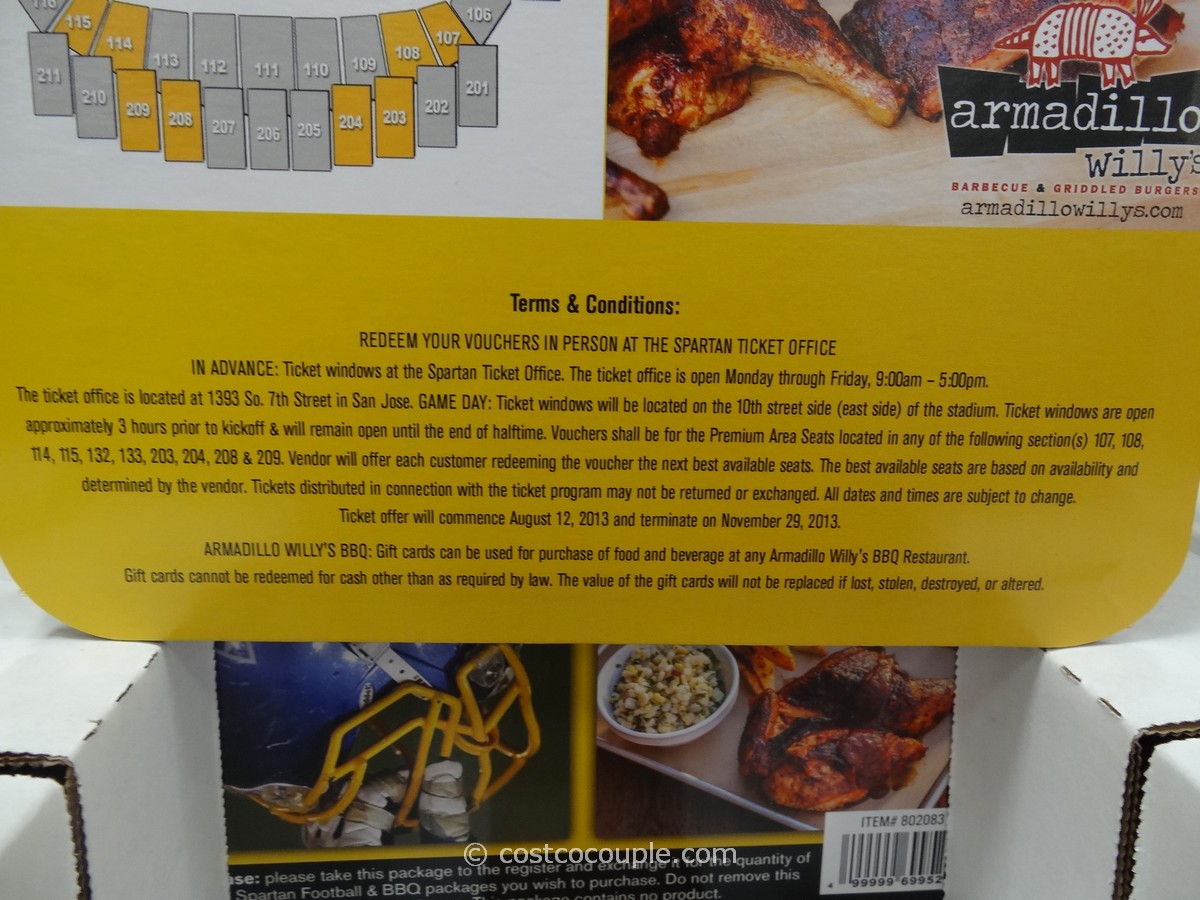 116
115
114
113
112
111
110
109
108
107
106
211
210
209
208
207
206
205
204
203
202
201
armadillo
willy's
BARBECUE & GRIDDLED BURGERS
armadillowillys.com
Terms & Conditions:
REDEEM YOUR VOUCHERS IN PERSON AT THE SPARTAN TICKET OFFICE
IN ADVANCE: Ticket windows at the Spartan Ticket Office. The ticket office is open Monday through Friday, 9:00am – 5:00pm.
The ticket office is located at 1393 So. 7th Street in San Jose. GAME DAY: Ticket windows will be located on the 10th street side (east side) of the stadium. Ticket windows are open
approximately 3 hours prior to kickoff & will remain open until the end of halftime. Vouchers shall be for the Premium Area Seats located in any of the following section(s) 107, 108,
114, 115, 132, 133, 203, 204, 208 & 209. Vendor will offer each customer redeeming the voucher the next best available seats. The best available seats are based on availability and
determined by the vendor. Tickets distributed in connection with the ticket program may not be returned or exchanged. All dates and times are subject to change.
Ticket offer will commence August 12, 2013 and terminate on November 29, 2013.
ARMADILLO WILLY'S BBQ: Gift cards can be used for purchase of food and beverage at any Armadillo Willy's BBQ Restaurant.
Gift cards cannot be redeemed for cash other than as required by law. The value of the gift cards will not be replaced if lost, stolen, destroyed, or altered.
ITEM# 802083
4 99999 69952
© costcocouple.com
ase: please take this package to the register and exchange it for the quantity of
Spartan Football & BBQ packages you wish to purchase. Do not remove this
This package contains no product.